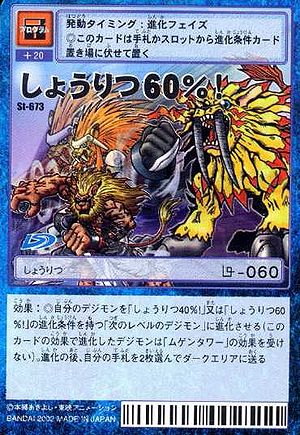 プログラム
+20
発動タイミング：進化フェイズ
◎このカードは手札かスロットから進化条件カード
置き場に伏せて置く
しょうりつ60%!
St-673
しょうりつ
-060
効果：◎自分のデジモンを「しょうりつ40%!」又は「しょうりつ60
%!」の進化条件を持つ「次のレベルのデジモン」に進化させる(こ
のカードの効果で進化したデジモンは「ムゲンタワー」の効果を受け
ない)。進化の後、自分の手札を2枚選んでダークエリアに送る
©本郷あきよし・東映アニメーション
BANDAI 2002 MADE IN JAPAN